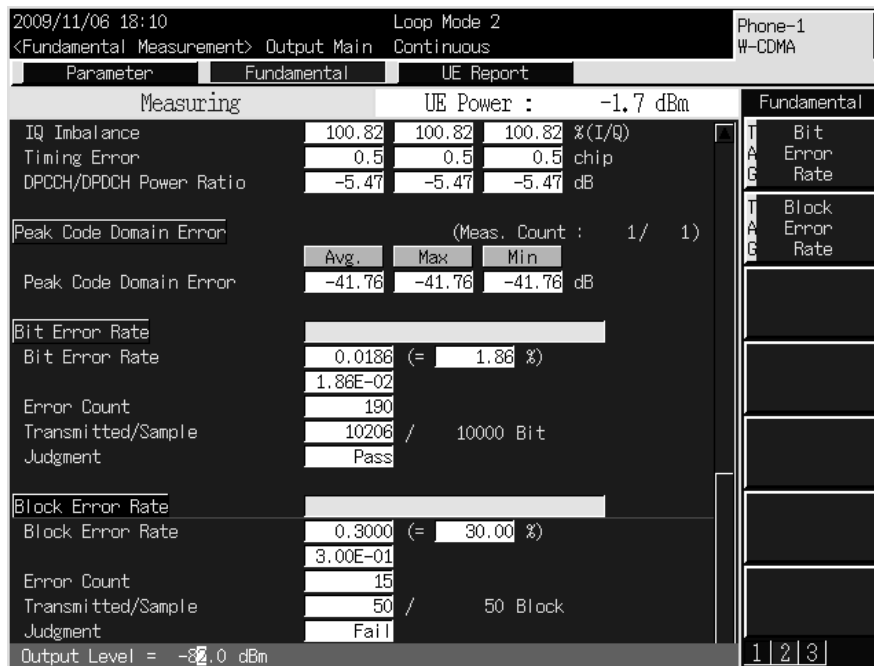 2009/11/06 18:10 Loop Mode 2 Phone-1
<Fundamental Measurement> Output Main Continuous W-CDMA
Parameter Fundamental UE Report
Measuring UE Power : -1.7 dBm Fundamental
IQ Imbalance 100.82 100.82 100.82 %(I/Q)
Timing Error 0.5 0.5 0.5 chip
DPCCH/DPDCH Power Ratio -5.47 -5.47 -5.47 dB
Peak Code Domain Error (Meas. Count : 1/ 1)
Avg. Max Min
Peak Code Domain Error -41.76 -41.76 -41.76 dB
Bit Error Rate
Bit Error Rate 0.0186 (= 1.86 %)
1.86E-02
Error Count 190
Transmitted/Sample 10206 / 10000 Bit
Judgment Pass
Block Error Rate
Block Error Rate 0.3000 (= 30.00 %)
3.00E-01
Error Count 15
Transmitted/Sample 50 / 50 Block
Judgment Fail
Output Level = -82.0 dBm
TAG Bit Error Rate
TAG Block Error Rate
1 2 3